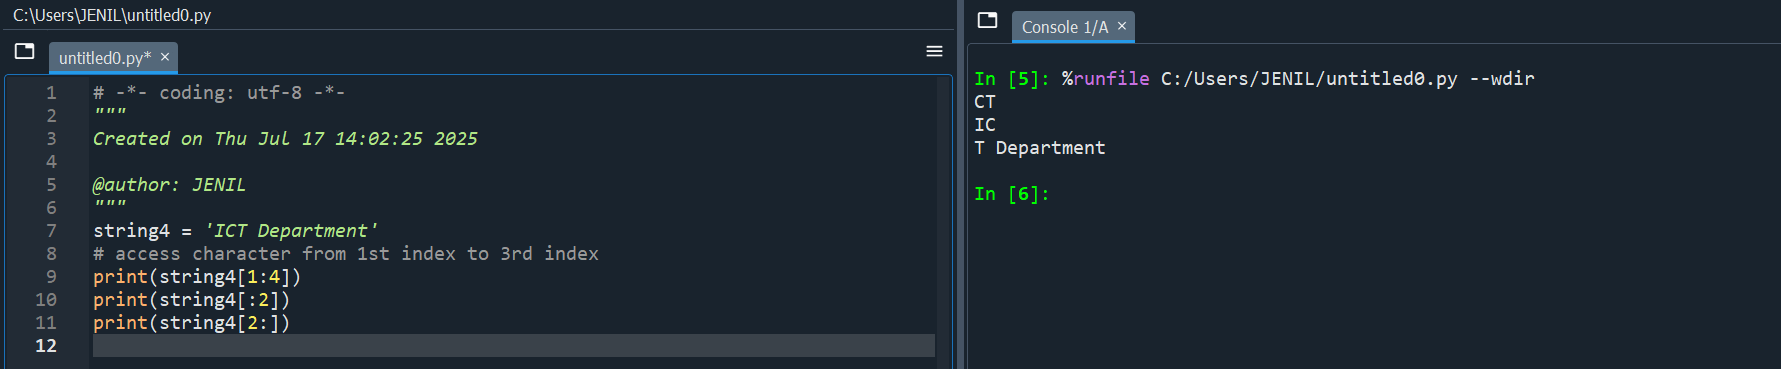 C:\Users\JENIL\untitled0.py
untitled0.py* ×
1 # -*- coding: utf-8 -*-
2 """
3 Created on Thu Jul 17 14:02:25 2025
4
5 @author: JENIL
6 """
7 string4 = 'ICT Department'
8 # access character from 1st index to 3rd index
9 print(string4[1:4])
10 print(string4[:2])
11 print(string4[2:])
12
Console 1/A ×
In [5]: %runfile C:/Users/JENIL/untitled0.py --wdir
CT
IC
T Department
In [6]: